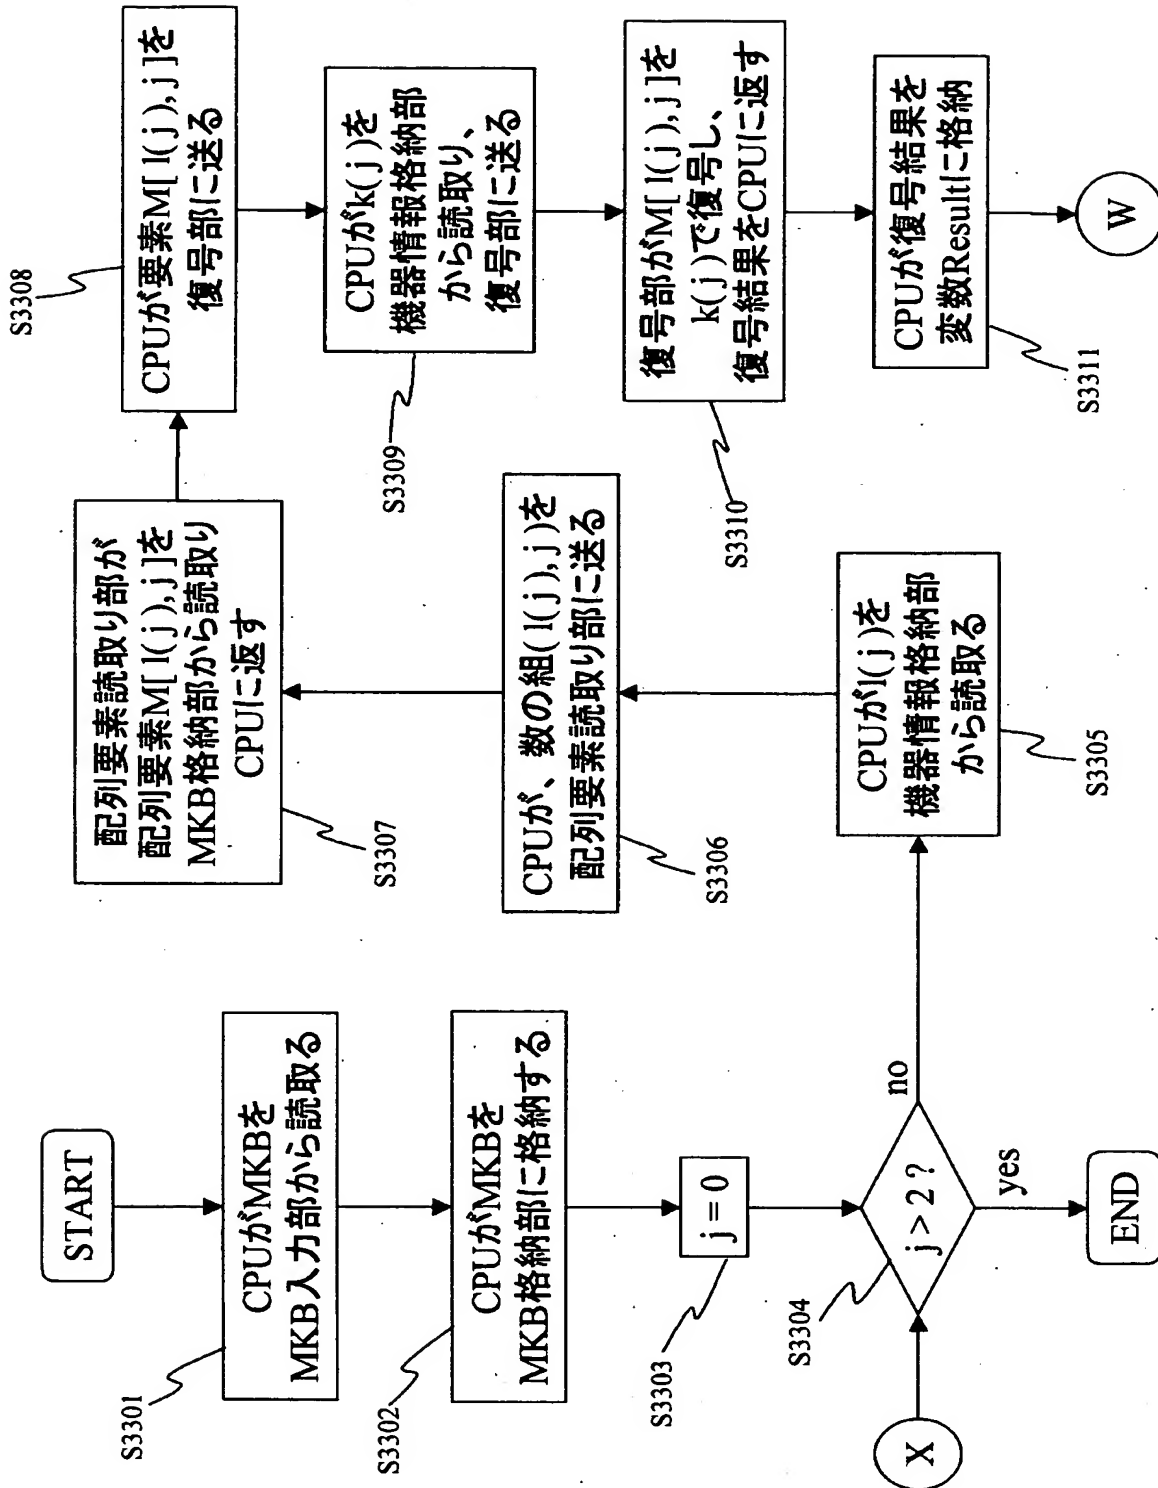 START
S3301
CPUがMKBを
MKB入力部から読取る
S3302
CPUがMKBを
MKB格納部に格納する
S3303
j = 0
X
S3304
j > 2 ?
no
yes
END
S3305
CPUがl(j)を
機器情報格納部
から読取る
S3306
CPUが、数の組(l(j),j)を
配列要素読取り部に送る
S3307
配列要素読取り部が
配列要素M[l(j),j]を
MKB格納部から読取り
CPUに返す
S3308
CPUが要素M[l(j),j]を
復号部に送る
S3309
CPUがk(j)を
機器情報格納部
から読取り、
復号部に送る
S3310
復号部がM[l(j),j]を
k(j)で復号し、
復号結果をCPUに返す
S3311
CPUが復号結果を
変数Resultに格納
W